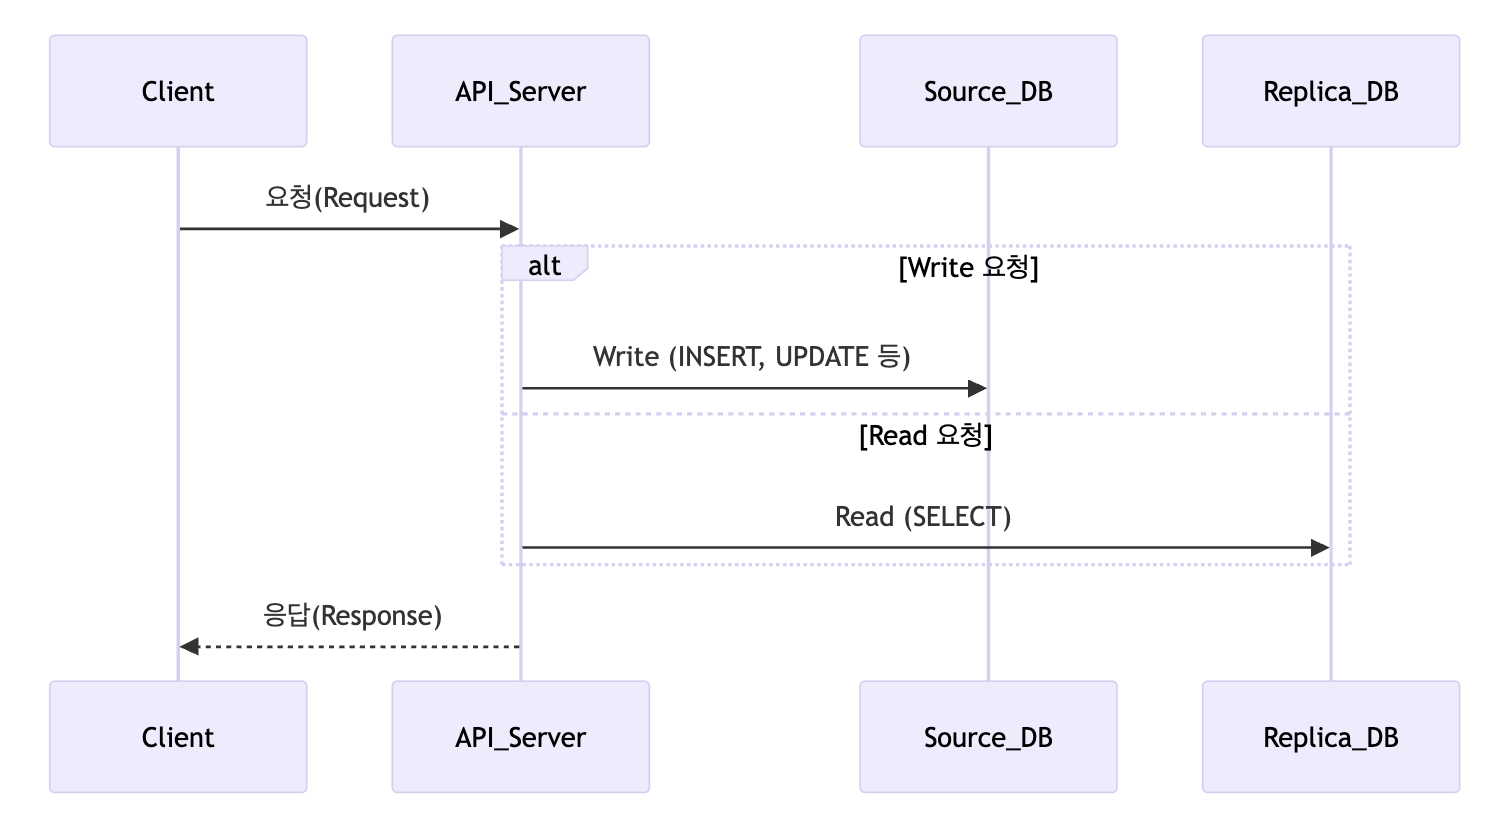 Client
API_Server
Source_DB
Replica_DB
요청(Request)
alt
[Write 요청]
Write (INSERT, UPDATE 등)
[Read 요청]
Read (SELECT)
응답(Response)
Client
API_Server
Source_DB
Replica_DB